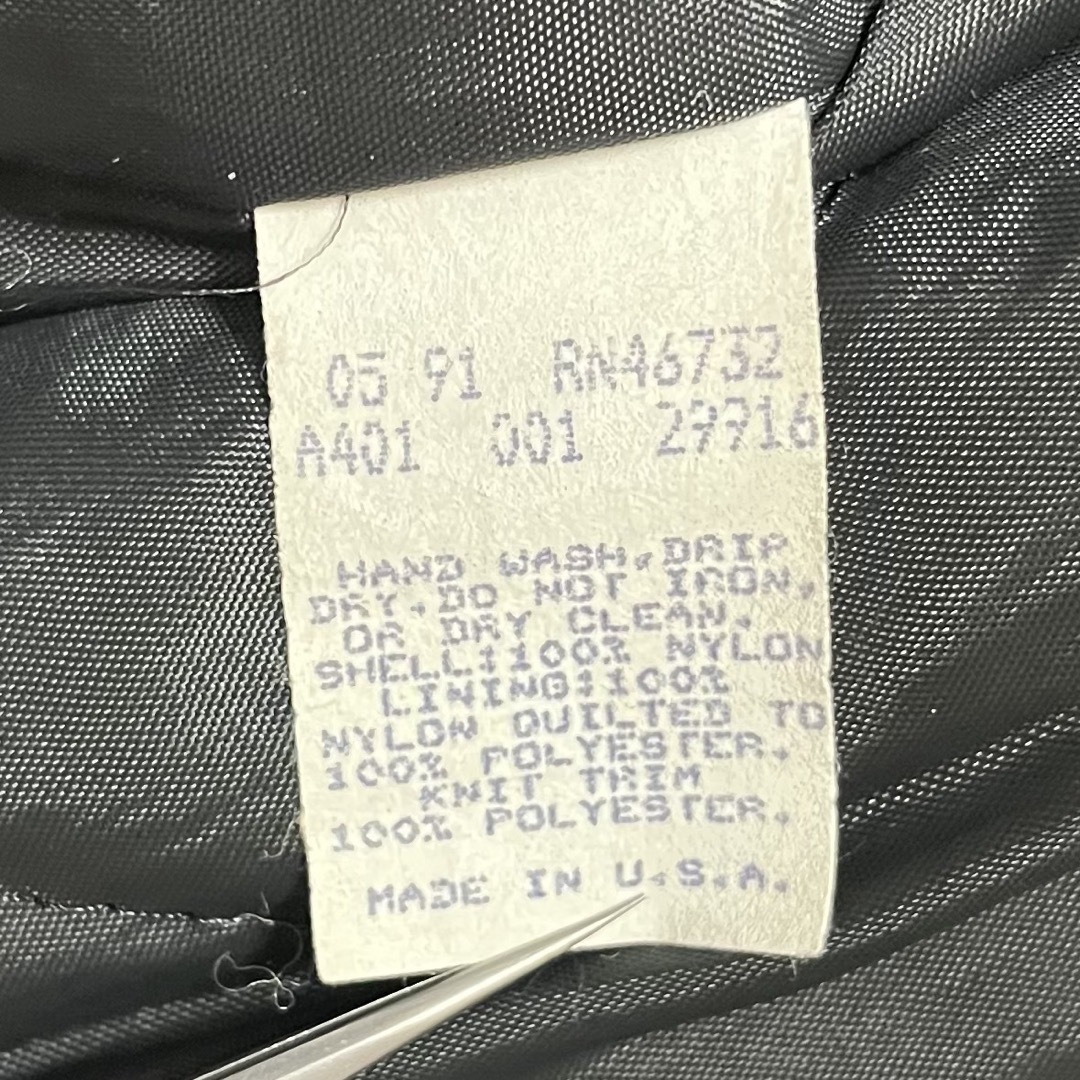 05 91 RN46732
A401 001 29916
HAND WASH, DRIP
DRY, DO NOT IRON,
OR DRY CLEAN.
SHELL:100% NYLON
LINING:100%
NYLON QUILTED TO
100% POLYESTER.
KNIT TRIM
100% POLYESTER.
MADE IN U.S.A.